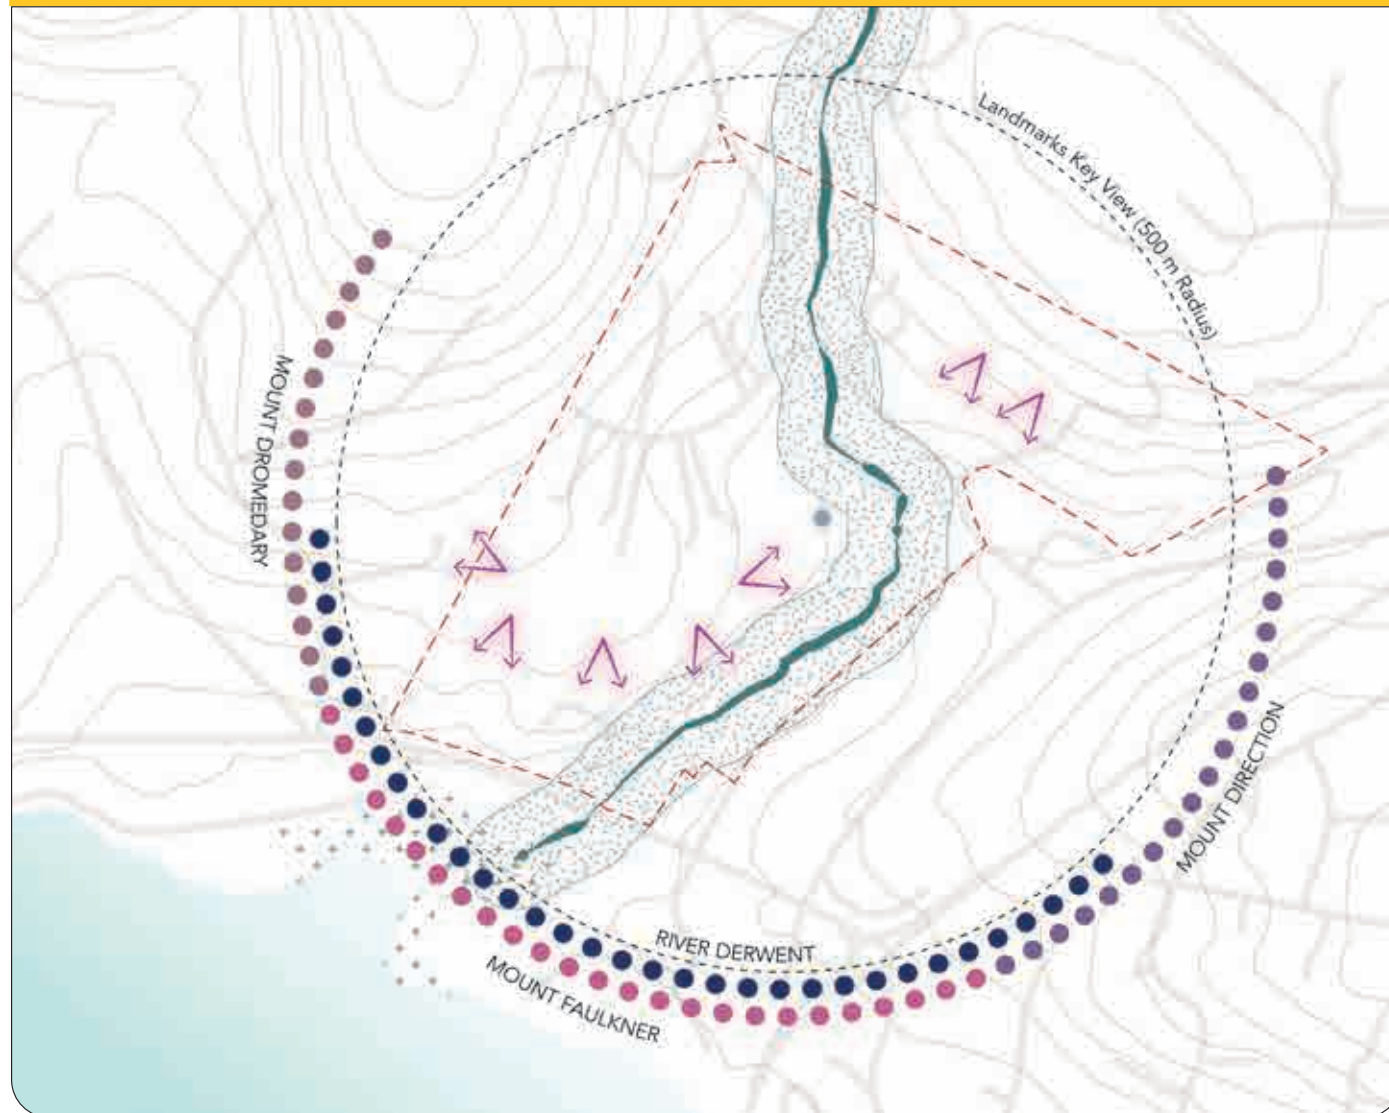 Landmarks Key View (500 m Radius)
MOUNT DROMEDARY
MOUNT DIRECTION
RIVER DERWENT
MOUNT FAULKNER